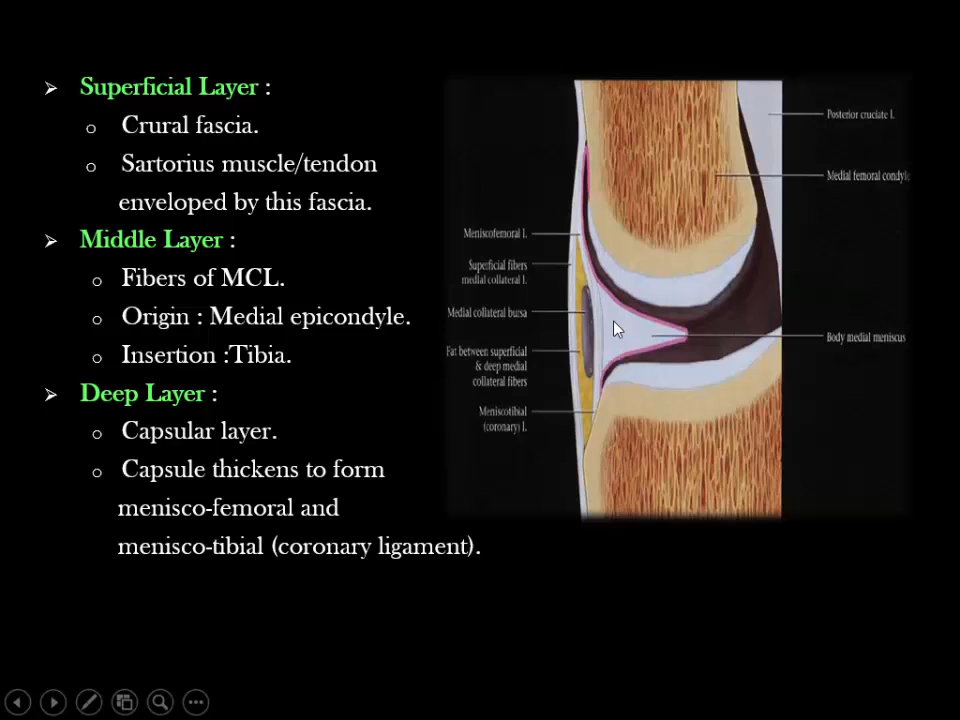 Superficial Layer :
Crural fascia.
Sartorius muscle/tendon
enveloped by this fascia.
Middle Layer :
Fibers of MCL.
Origin : Medial epicondyle.
Insertion :Tibia.
Deep Layer :
Capsular layer.
Capsule thickens to form
menisco-femoral and
menisco-tibial (coronary ligament).
Posterior cruciate l.
Medial femoral condyle
Meniscofemoral l.
Superficial fibers
medial collateral l.
Medial collateral bursa
Body medial meniscus
Fat between superficial
& deep medial
collateral fibers
Meniscotibial
(coronary) l.